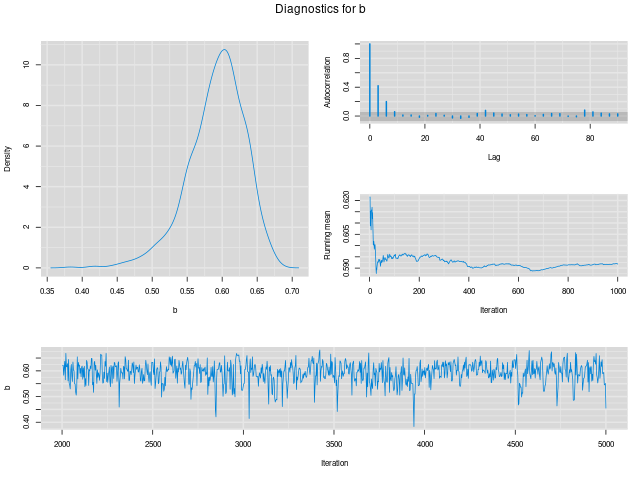 Diagnostics for b
Density
0 2 4 6 8 10
0.35 0.40 0.45 0.50 0.55 0.60 0.65 0.70
b
Autocorrelation
0.0 0.4 0.8
0 20 40 60 80
Lag
Running mean
0.590 0.605 0.620
0 200 400 600 800 1000
Iteration
b
0.40 0.50 0.60
2000 2500 3000 3500 4000 4500 5000
Iteration